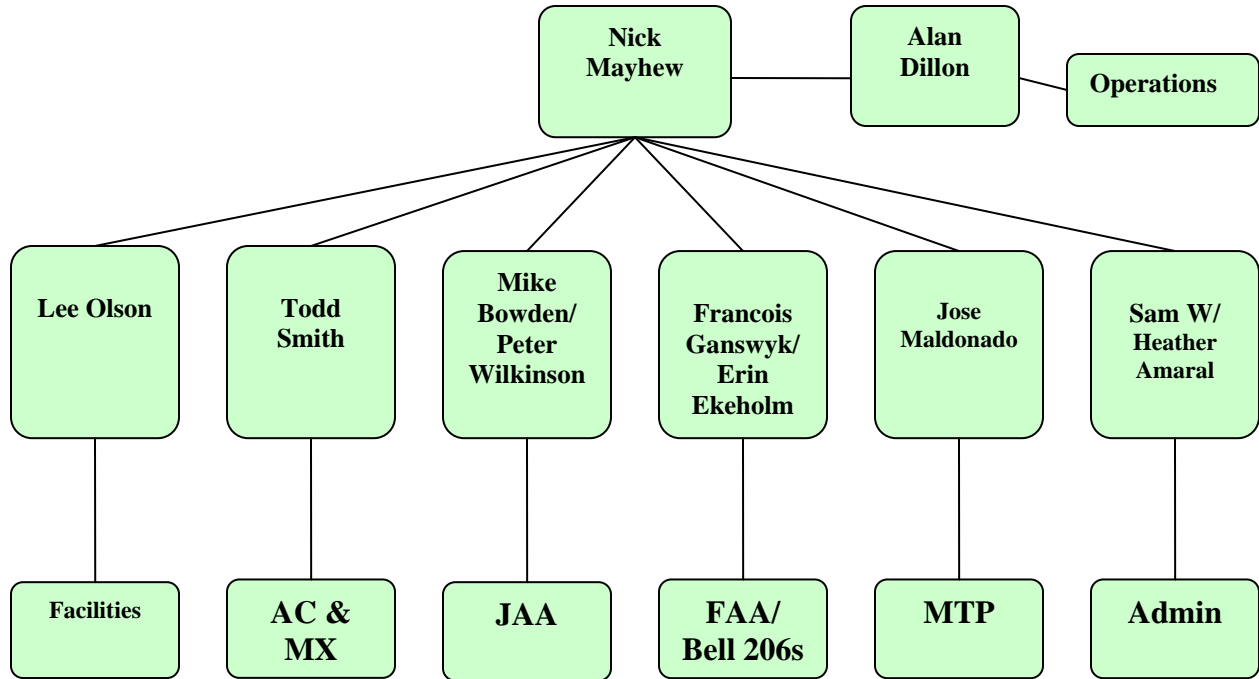 Nick
Mayhew
Alan
Dillon
Operations
Lee Olson
Todd
Smith
Mike
Bowden/
Peter
Wilkinson
Francois
Ganswyk/
Erin
Ekeholm
Jose
Maldonado
Sam W/
Heather
Amaral
Facilities
AC &
MX
JAA
FAA/
Bell 206s
MTP
Admin